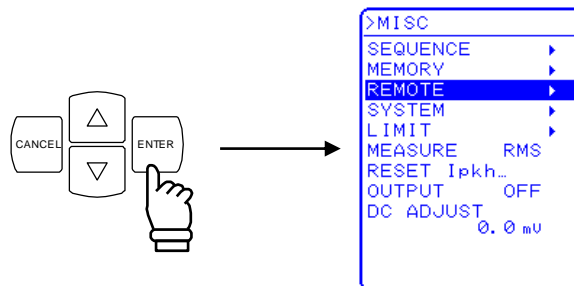 CANCEL
ENTER
>MISC
SEQUENCE
MEMORY
REMOTE
SYSTEM
LIMIT
MEASURE RMS
RESET Ipkh…
OUTPUT OFF
DC ADJUST
0.0 mV